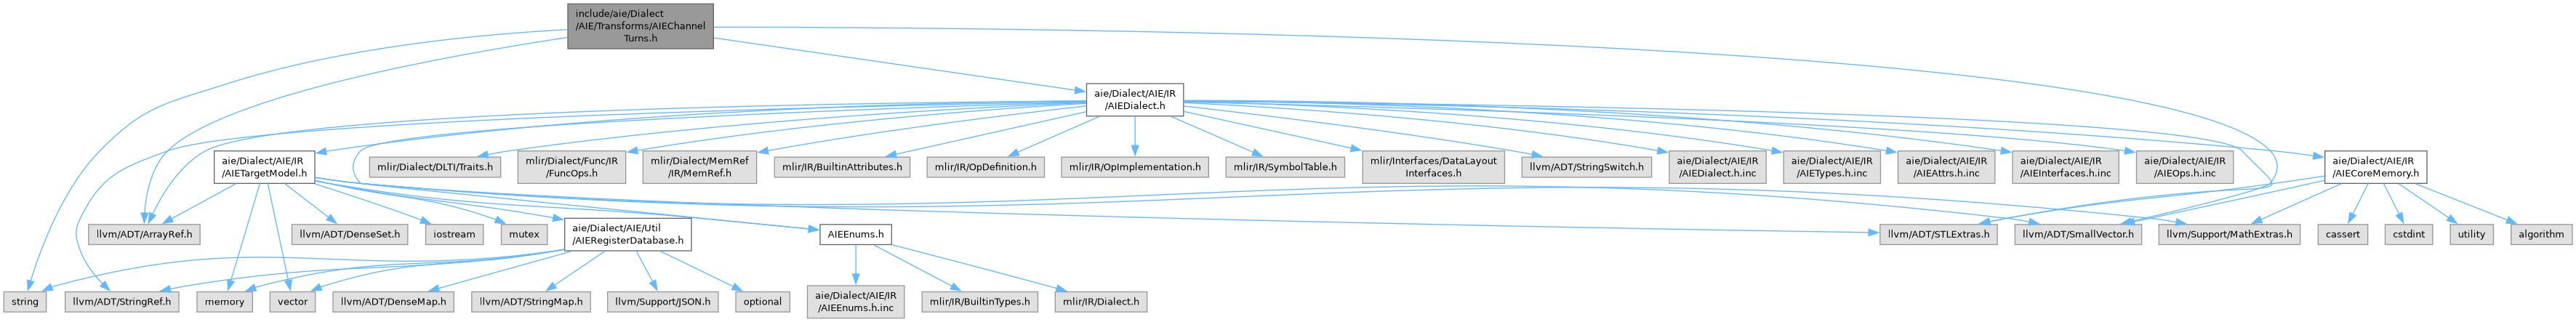 include/aie/Dialect
/AIE/Transforms/AIEChannel
Turns.h
aie/Dialect/AIE/IR
/AIEDialect.h
aie/Dialect/AIE/IR
/AIETargetModel.h
mlir/Dialect/DLTI/Traits.h
mlir/Dialect/Func/IR
/FuncOps.h
mlir/Dialect/MemRef
/IR/MemRef.h
mlir/IR/BuiltinAttributes.h
mlir/IR/OpDefinition.h
mlir/IR/OpImplementation.h
mlir/IR/SymbolTable.h
mlir/Interfaces/DataLayout
Interfaces.h
llvm/ADT/StringSwitch.h
aie/Dialect/AIE/IR
/AIEDialect.h.inc
aie/Dialect/AIE/IR
/AIETypes.h.inc
aie/Dialect/AIE/IR
/AIEAttrs.h.inc
aie/Dialect/AIE/IR
/AIEInterfaces.h.inc
aie/Dialect/AIE/IR
/AIEOps.h.inc
aie/Dialect/AIE/IR
/AIECoreMemory.h
llvm/ADT/ArrayRef.h
llvm/ADT/DenseSet.h
iostream
mutex
aie/Dialect/AIE/Util
/AIERegisterDatabase.h
AIEEnums.h
llvm/ADT/STLExtras.h
llvm/ADT/SmallVector.h
llvm/Support/MathExtras.h
cassert
cstdint
utility
algorithm
string
llvm/ADT/StringRef.h
memory
vector
llvm/ADT/DenseMap.h
llvm/ADT/StringMap.h
llvm/Support/JSON.h
optional
aie/Dialect/AIE/IR
/AIEEnums.h.inc
mlir/IR/BuiltinTypes.h
mlir/IR/Dialect.h